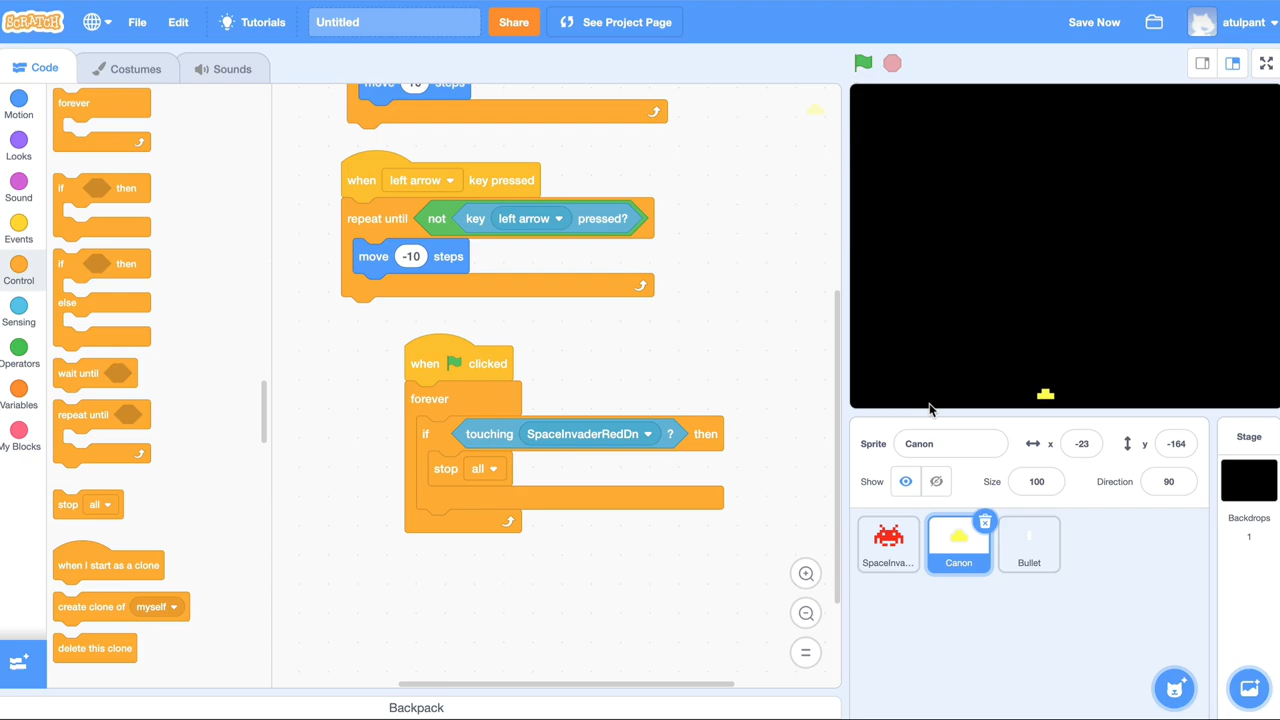 SCRATCH File Edit Tutorials Untitled Share See Project Page Save Now atulpant
Code Costumes Sounds
Motion
Looks
Sound
Events
Control
Sensing
Operators
Variables
My Blocks
forever
if then
if then
else
wait until
repeat until
stop all
when I start as a clone
create clone of myself
delete this clone
move 10 steps
when left arrow key pressed
repeat until not key left arrow pressed?
move -10 steps
when clicked
forever
if touching SpaceInvaderRedDn ? then
stop all
Backpack
Sprite Canon x -23 y -164
Show Size 100 Direction 90
SpaceInva... Canon Bullet
Stage
Backdrops
1